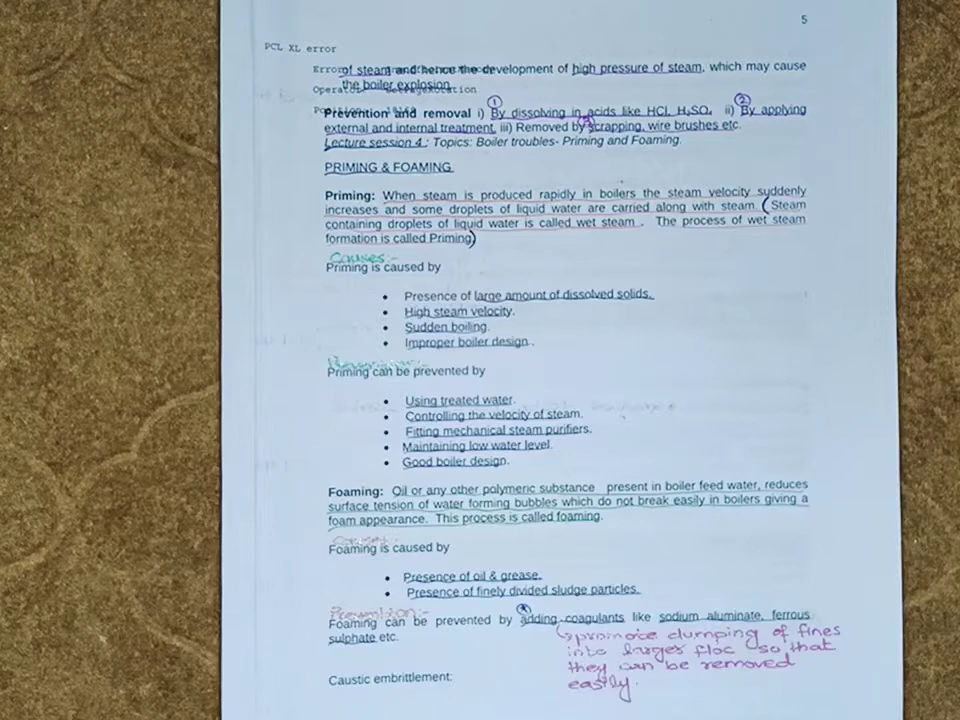 5
PCL XL error
of steam and hence the development of high pressure of steam, which may cause
the boiler explosion.
Prevention and removal i) By dissolving in acids like HCl, H₂SO₄ ii) By applying
external and internal treatment, iii) Removed by scrapping, wire brushes etc.
Lecture session 4 : Topics: Boiler troubles- Priming and Foaming.
PRIMING & FOAMING
Priming: When steam is produced rapidly in boilers the steam velocity suddenly
increases and some droplets of liquid water are carried along with steam. (Steam
containing droplets of liquid water is called wet steam . The process of wet steam
formation is called Priming)
Causes:-
Priming is caused by
• Presence of large amount of dissolved solids.
• High steam velocity.
• Sudden boiling.
• Improper boiler design .
Priming can be prevented by
• Using treated water.
• Controlling the velocity of steam.
• Fitting mechanical steam purifiers.
• Maintaining low water level.
• Good boiler design.
Foaming: Oil or any other polymeric substance present in boiler feed water, reduces
surface tension of water forming bubbles which do not break easily in boilers giving a
foam appearance. This process is called foaming.
Foaming is caused by
• Presence of oil & grease.
• Presence of finely divided sludge particles.
Prevention:-
Foaming can be prevented by adding coagulants like sodium aluminate, ferrous
sulphate etc.
promote clumping of fines
into larger floc so that
they can be removed
easily.
Caustic embrittlement: